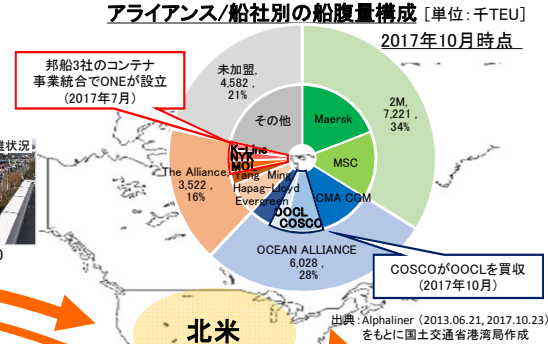 アライアンス/船社別の船腹量構成 [単位:千TEU]
2017年10月時点
邦船3社のコンテナ
事業統合でONEが設立
(2017年7月)
未加盟,
4,582 ,
21%
2M,
7,221 ,
34%
その他
Maersk
MSC
CMA CGM
K-Line
NYK
MOL
The Alliance,
3,522 ,
16%
Yang Ming
Hapag-Lloyd
Evergreen
OOCL
COSCO
OCEAN ALLIANCE
6,028 ,
28%
COSCOがOOCLを買収
(2017年10月)
状況
北米
出典:Alphaliner (2013.06.21, 2017.10.23)
をもとに国土交通省港湾局作成